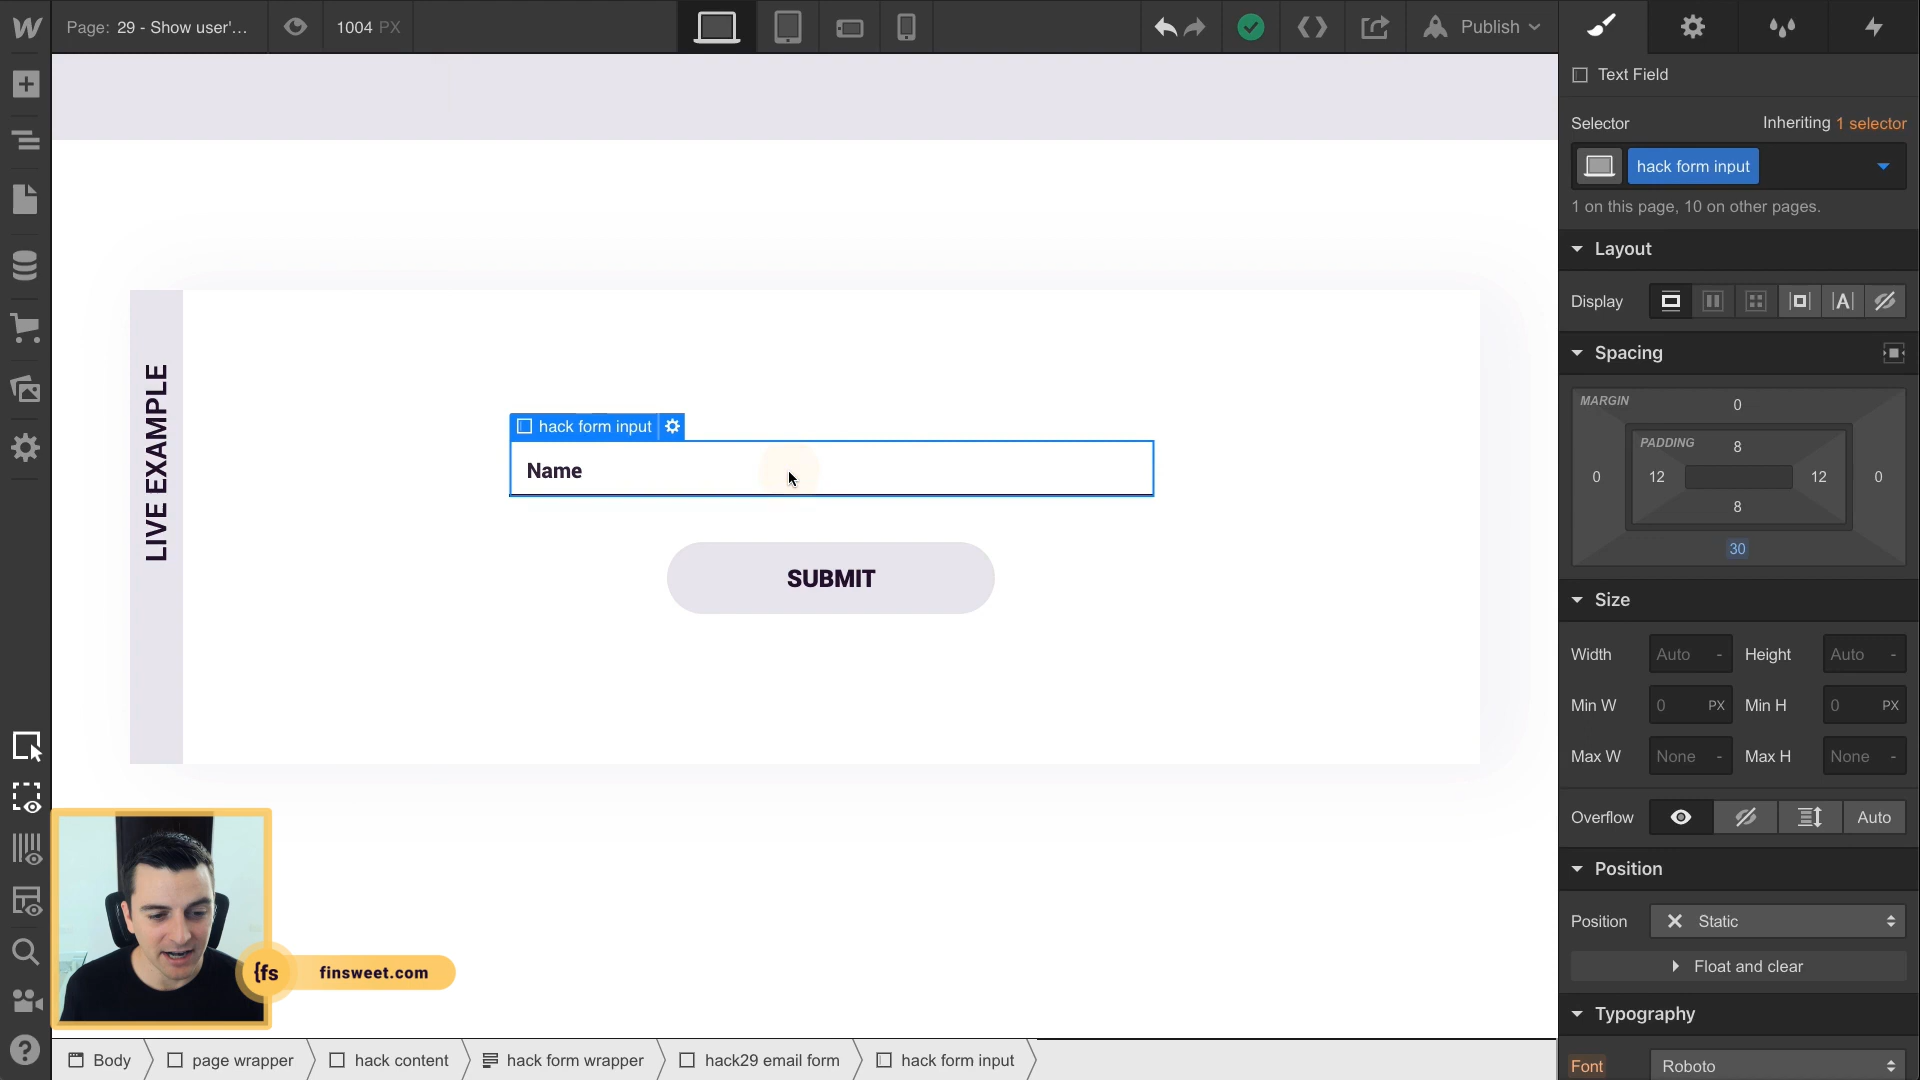 Page: 29 - Show user'...
1004 PX
Publish
Text Field
Selector
Inheriting 1 selector
hack form input
1 on this page, 10 on other pages.
Layout
Display
Spacing
MARGIN
0
PADDING
8
0
12
12
0
8
30
Size
Width Auto - Height Auto -
Min W 0 PX Min H 0 PX
Max W None - Max H None -
Overflow Auto
Position
Position Static
Float and clear
Typography
Font Roboto
LIVE EXAMPLE
hack form input
Name
SUBMIT
{fs finsweet.com
Body page wrapper hack content hack form wrapper hack29 email form hack form input